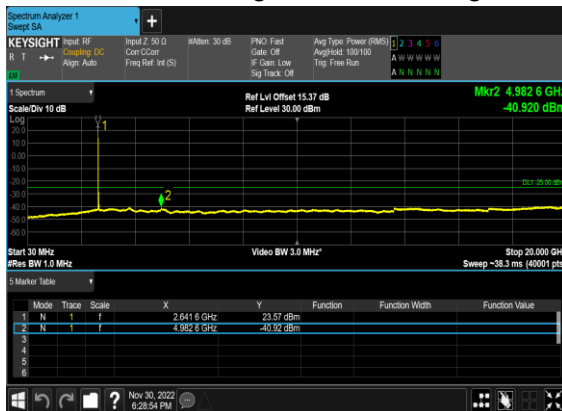 Spectrum Analyzer 1
Swept SA
KEYSIGHT Input: RF Input Z: 50 Ω #Atten: 30 dB PNO: Fast Avg Type: Power (RMS) 1 2 3 4 5 6
R T Coupling: DC Corr CCorr Gate: Off Avg|Hold: 100/100 A W W W W W
Align: Auto Freq Ref: Int (S) IF Gain: Low Trig: Free Run
Sig Track: Off A N N N N N
1 Spectrum Ref Lvl Offset 15.37 dB Mkr2 4.982 6 GHz
Scale/Div 10 dB Ref Level 30.00 dBm -40.920 dBm
Log
20.0
10.0
0.00
-10.0
-20.0
-30.0
-40.0
-50.0
-60.0
1
2
Start 30 MHz Video BW 3.0 MHz* Stop 20.000 GH
#Res BW 1.0 MHz Sweep ~38.3 ms (40001 pts
5 Marker Table
Mode Trace Scale X Y Function Function Width Function Value
1 N 1 f 2.641 6 GHz 23.57 dBm
2 N 1 f 4.982 6 GHz -40.92 dBm
3
4
5
6
? Nov 30, 2022
6:28:54 PM